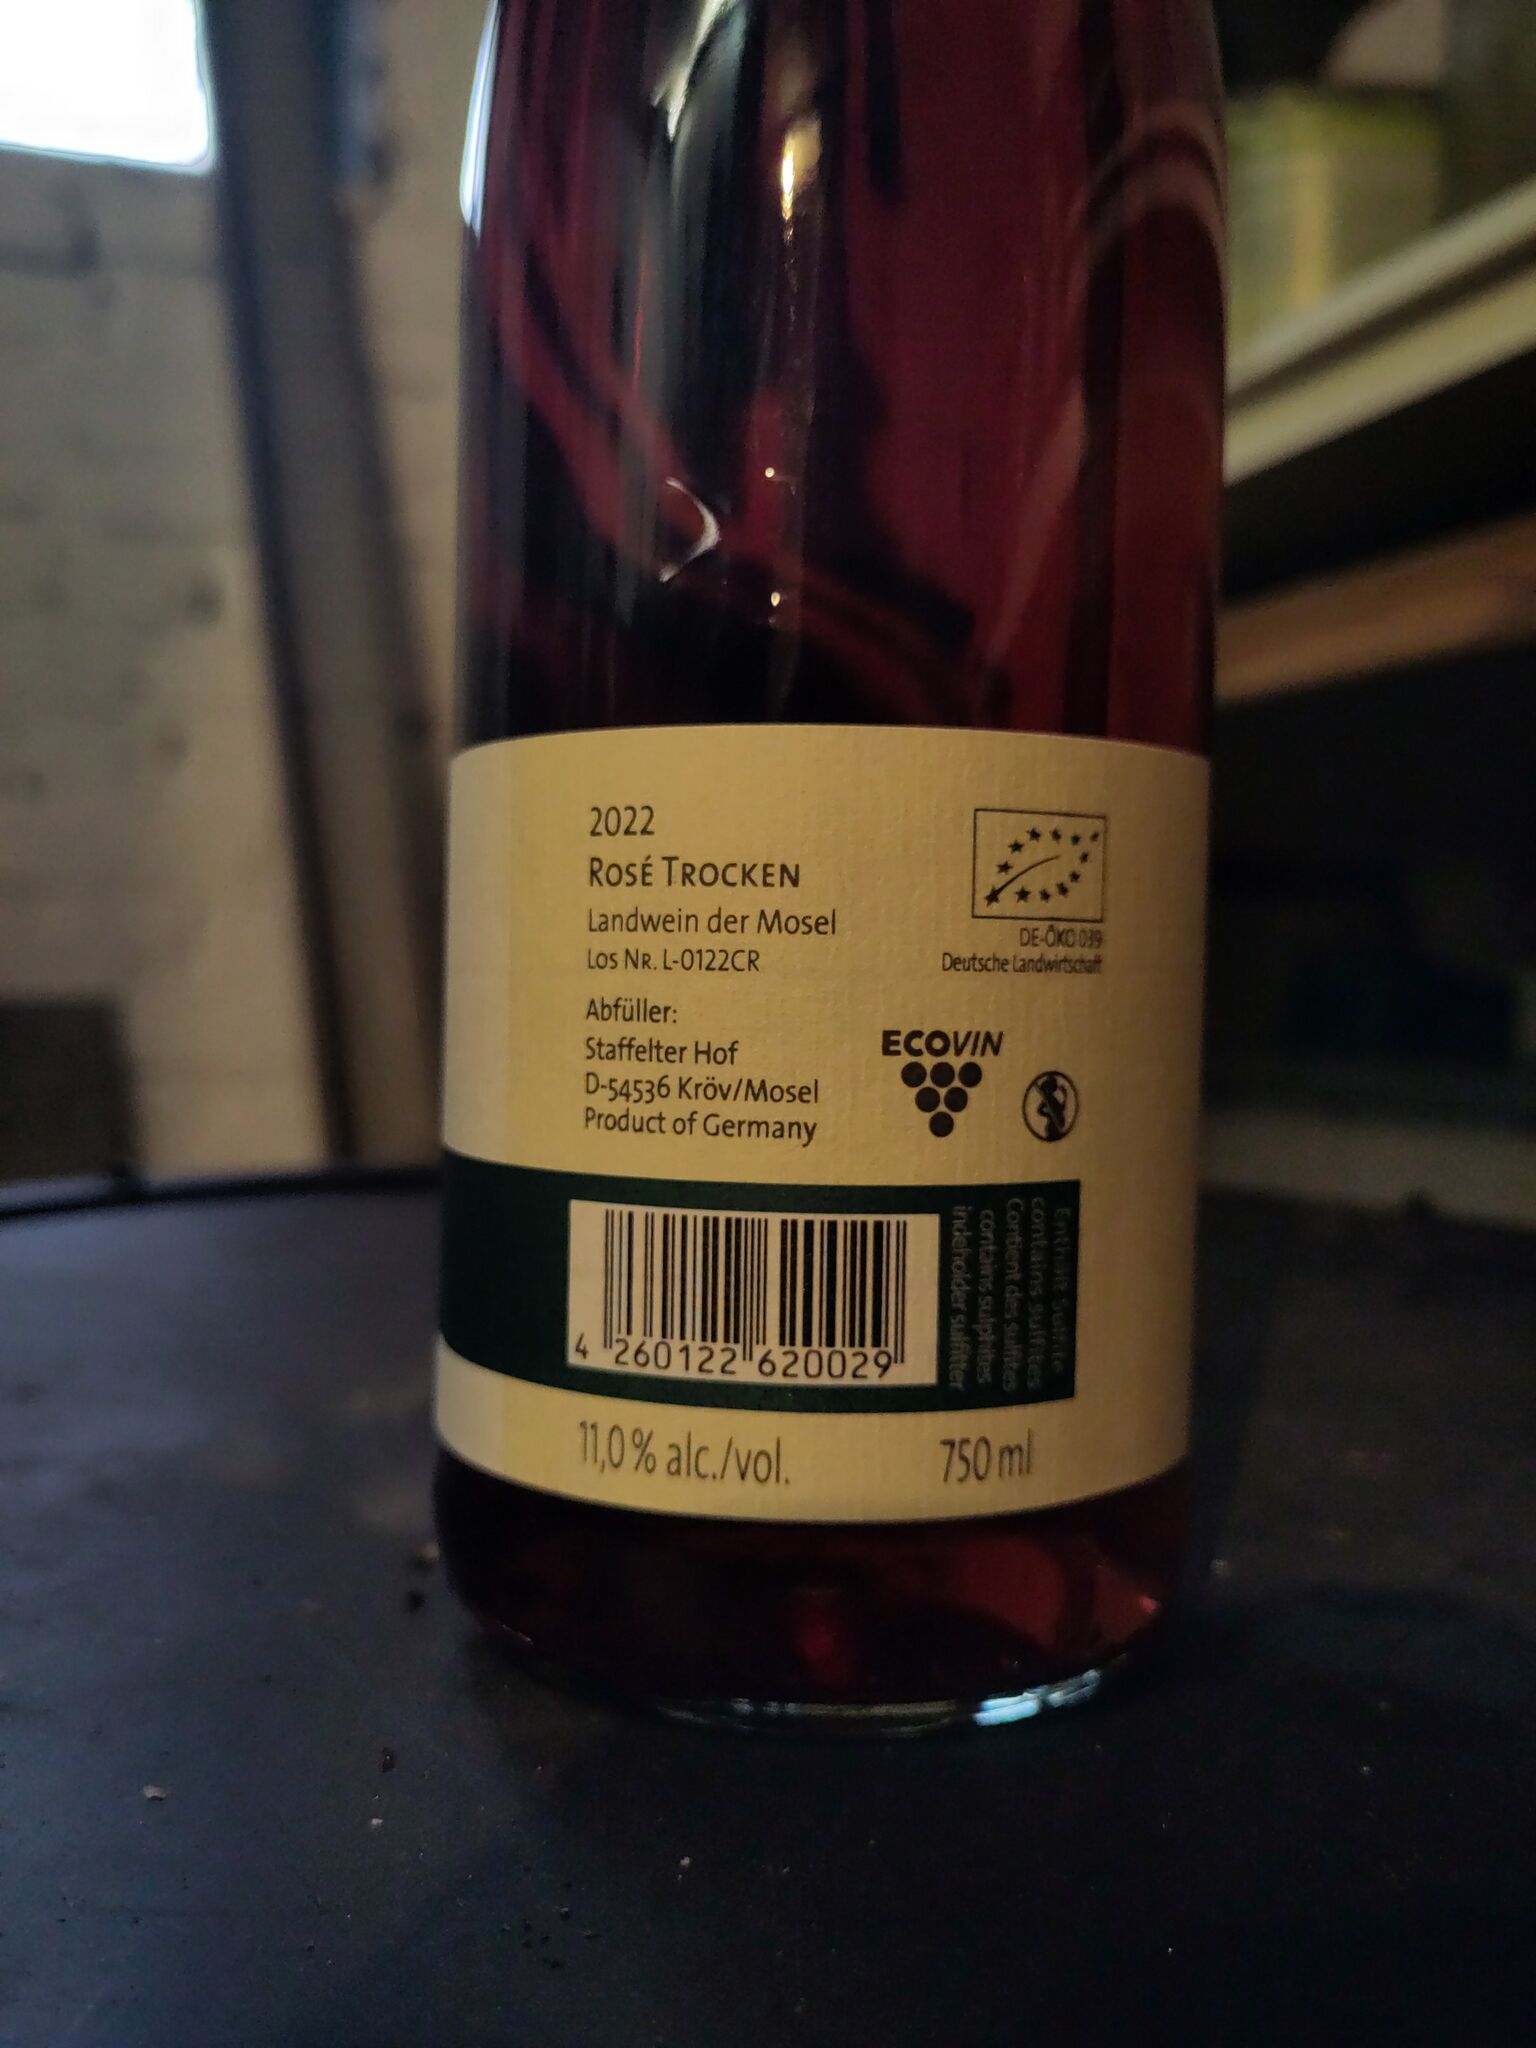 2022
ROSÉ TROCKEN
Landwein der Mosel
Los Nr. L-0122CR
DE-ÖKO 039
Deutsche Landwirtschaft
Abfüller:
Staffelter Hof
D-54536 Kröv/Mosel
Product of Germany
ECOVIN
4 260122 620029
Enthält Sulfite
contains sulfites
Contient des sulfites
contains sulphites
indeholder sulfitter
11,0 % alc./vol.
750 ml